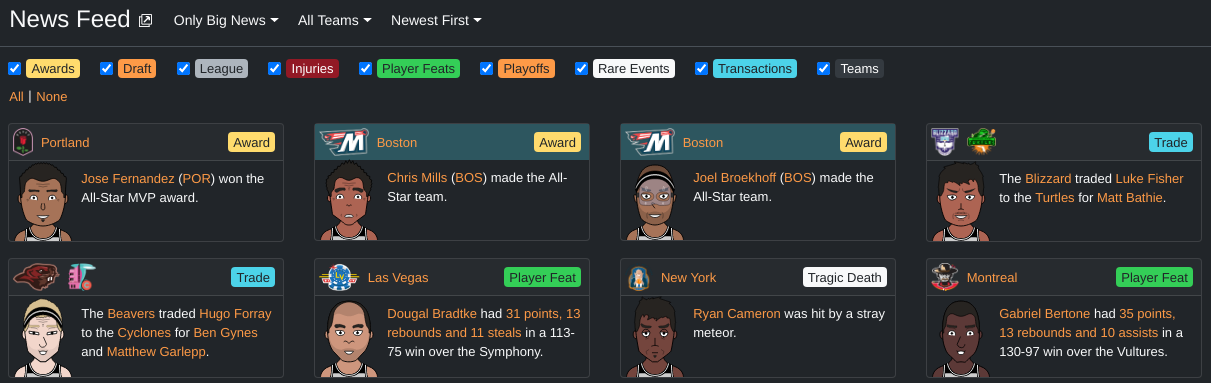 News Feed Only Big News All Teams Newest First
Awards Draft League Injuries Player Feats Playoffs Rare Events Transactions Teams
All | None
Portland Award
Jose Fernandez (POR) won the
All-Star MVP award.
M Boston Award
Chris Mills (BOS) made the All-
Star team.
M Boston Award
Joel Broekhoff (BOS) made the
All-Star team.
BLIZZARD TURTLES Trade
The Blizzard traded Luke Fisher
to the Turtles for Matt Bathie.
Trade
The Beavers traded Hugo Forray
to the Cyclones for Ben Gynes
and Matthew Garlepp.
LV Las Vegas Player Feat
Dougal Bradtke had 31 points, 13
rebounds and 11 steals in a 113-
75 win over the Symphony.
New York Tragic Death
Ryan Cameron was hit by a stray
meteor.
Montreal Player Feat
Gabriel Bertone had 35 points,
13 rebounds and 10 assists in a
130-97 win over the Vultures.